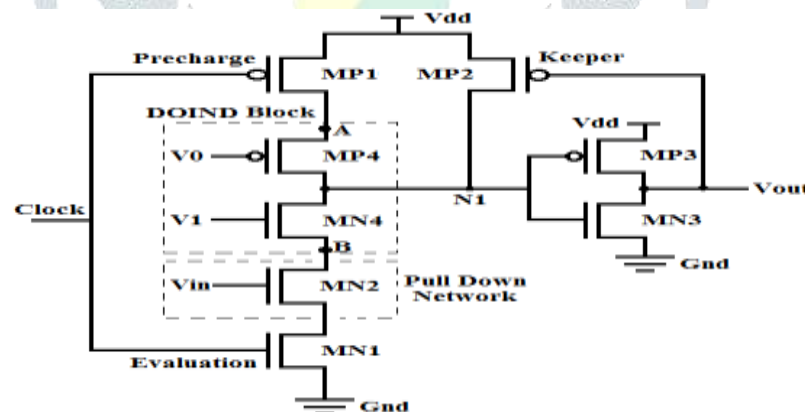 Vdd
Precharge
Keeper
MP1
MP2
DOIND Block
A
Vdd
V0
MP4
MP3
N1
Vout
Clock
V1
MN4
MN3
B
Gnd
Vin
MN2
Pull Down
Network
MN1
Evaluation
Gnd